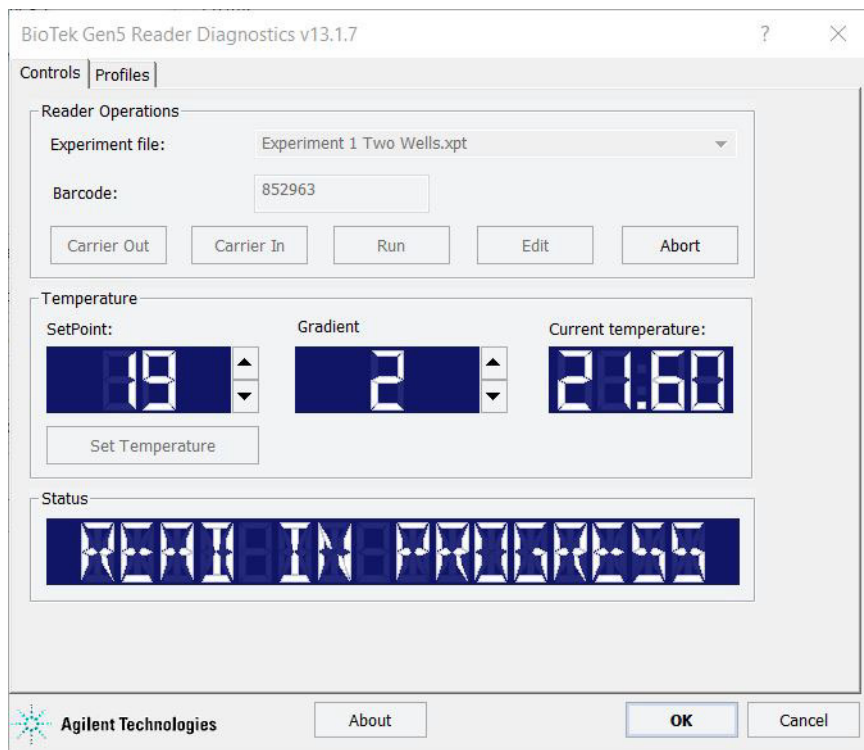 BioTek Gen5 Reader Diagnostics v13.1.7 ?
Controls Profiles
Reader Operations
Experiment file: Experiment 1 Two Wells.xpt
Barcode: 852963
Carrier Out Carrier In Run Edit Abort
Temperature
SetPoint: Gradient Current temperature:
19 2 21.60
Set Temperature
Status
READ IN PROGRESS
Agilent Technologies About OK Cancel